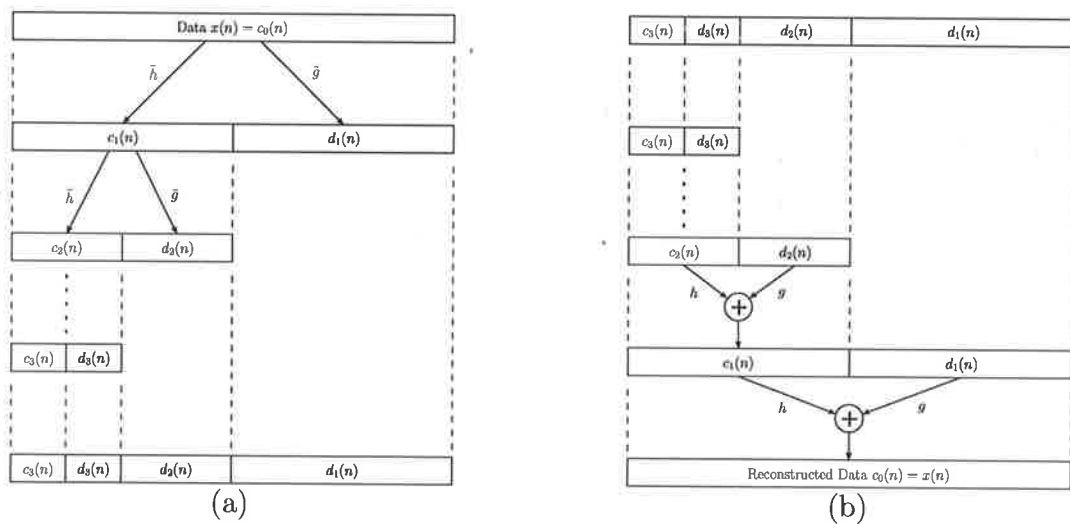 Data x(n) = c₀(n)
h̄
ḡ
c₁(n)
d₁(n)
h̄
ḡ
c₂(n)
d₂(n)
c₃(n)
d₃(n)
c₃(n)
d₃(n)
d₂(n)
d₁(n)
(a)
c₃(n)
d₃(n)
d₂(n)
d₁(n)
c₃(n)
d₃(n)
c₂(n)
d₂(n)
h
g
+
c₁(n)
d₁(n)
h
g
+
Reconstructed Data c₀(n) = x(n)
(b)